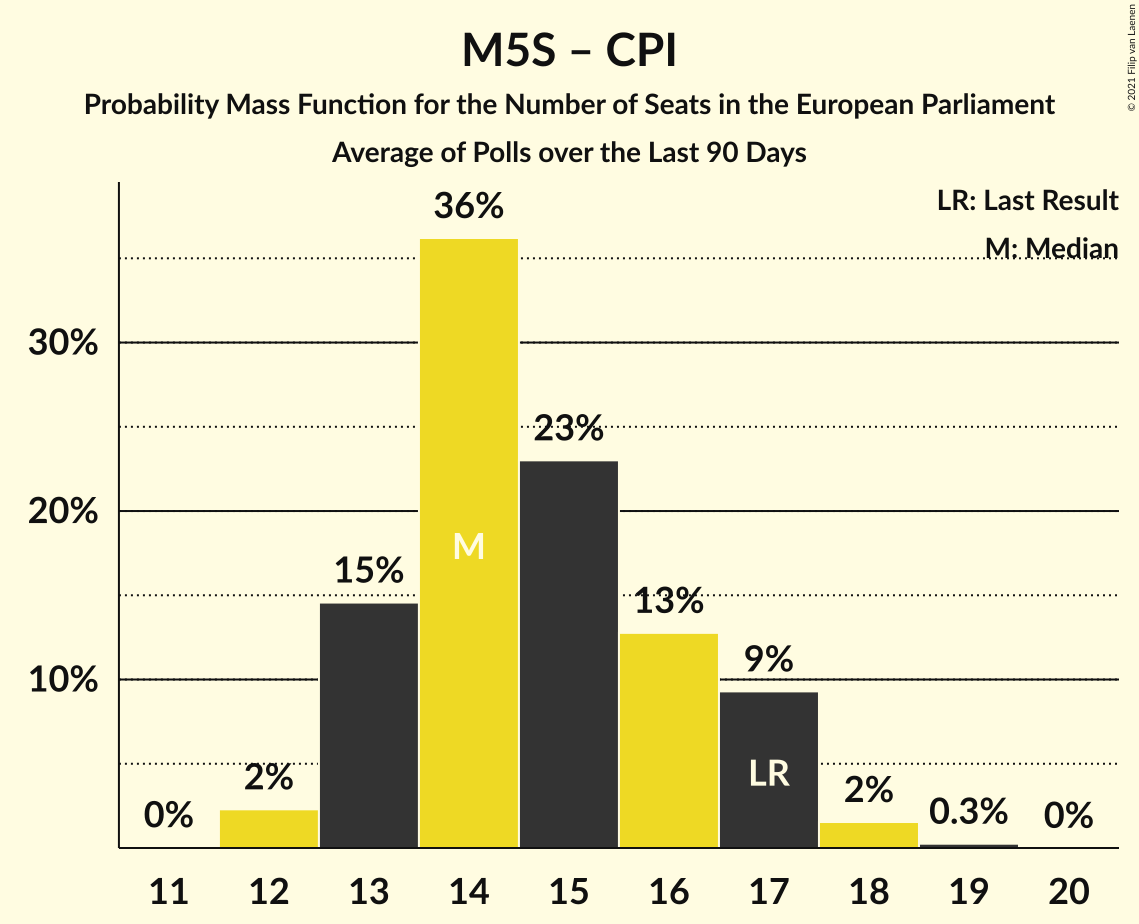 M5S – CPI
Probability Mass Function for the Number of Seats in the European Parliament
Average of Polls over the Last 90 Days
© 2021 Filip van Laenen
LR: Last Result
M: Median
30%
20%
10%
0%
2%
15%
36%
23%
13%
9%
2%
0.3%
0%
M
LR
11 12 13 14 15 16 17 18 19 20